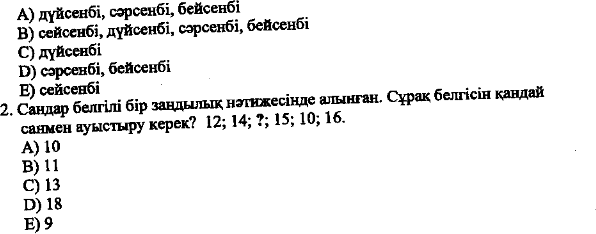 A) дүйсенбі, сәрсенбі, бейсенбі
B) сейсенбі, дүйсенбі, сәрсенбі, бейсенбі
C) дүйсенбі
D) сәрсенбі, бейсенбі
E) сейсенбі
2. Сандар белгілі бір заңдылық нәтижесінде алынған. Сұрақ белгісін қандай
санмен ауыстыру керек? 12; 14; ?; 15; 10; 16.
A) 10
B) 11
C) 13
D) 18
E) 9